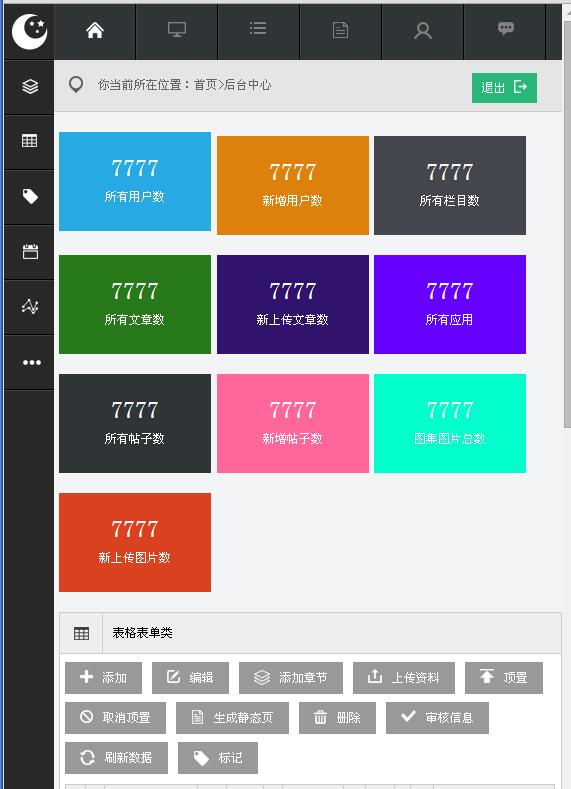 你当前所在位置：首页>后台中心
退出
7777
所有用户数
7777
新增用户数
7777
所有栏目数
7777
所有文章数
7777
新上传文章数
7777
所有应用
7777
所有帖子数
7777
新增帖子数
7777
图集图片总数
7777
新上传图片数
表格表单类
添加
编辑
添加章节
上传资料
顶置
取消顶置
生成静态页
删除
审核信息
刷新数据
标记